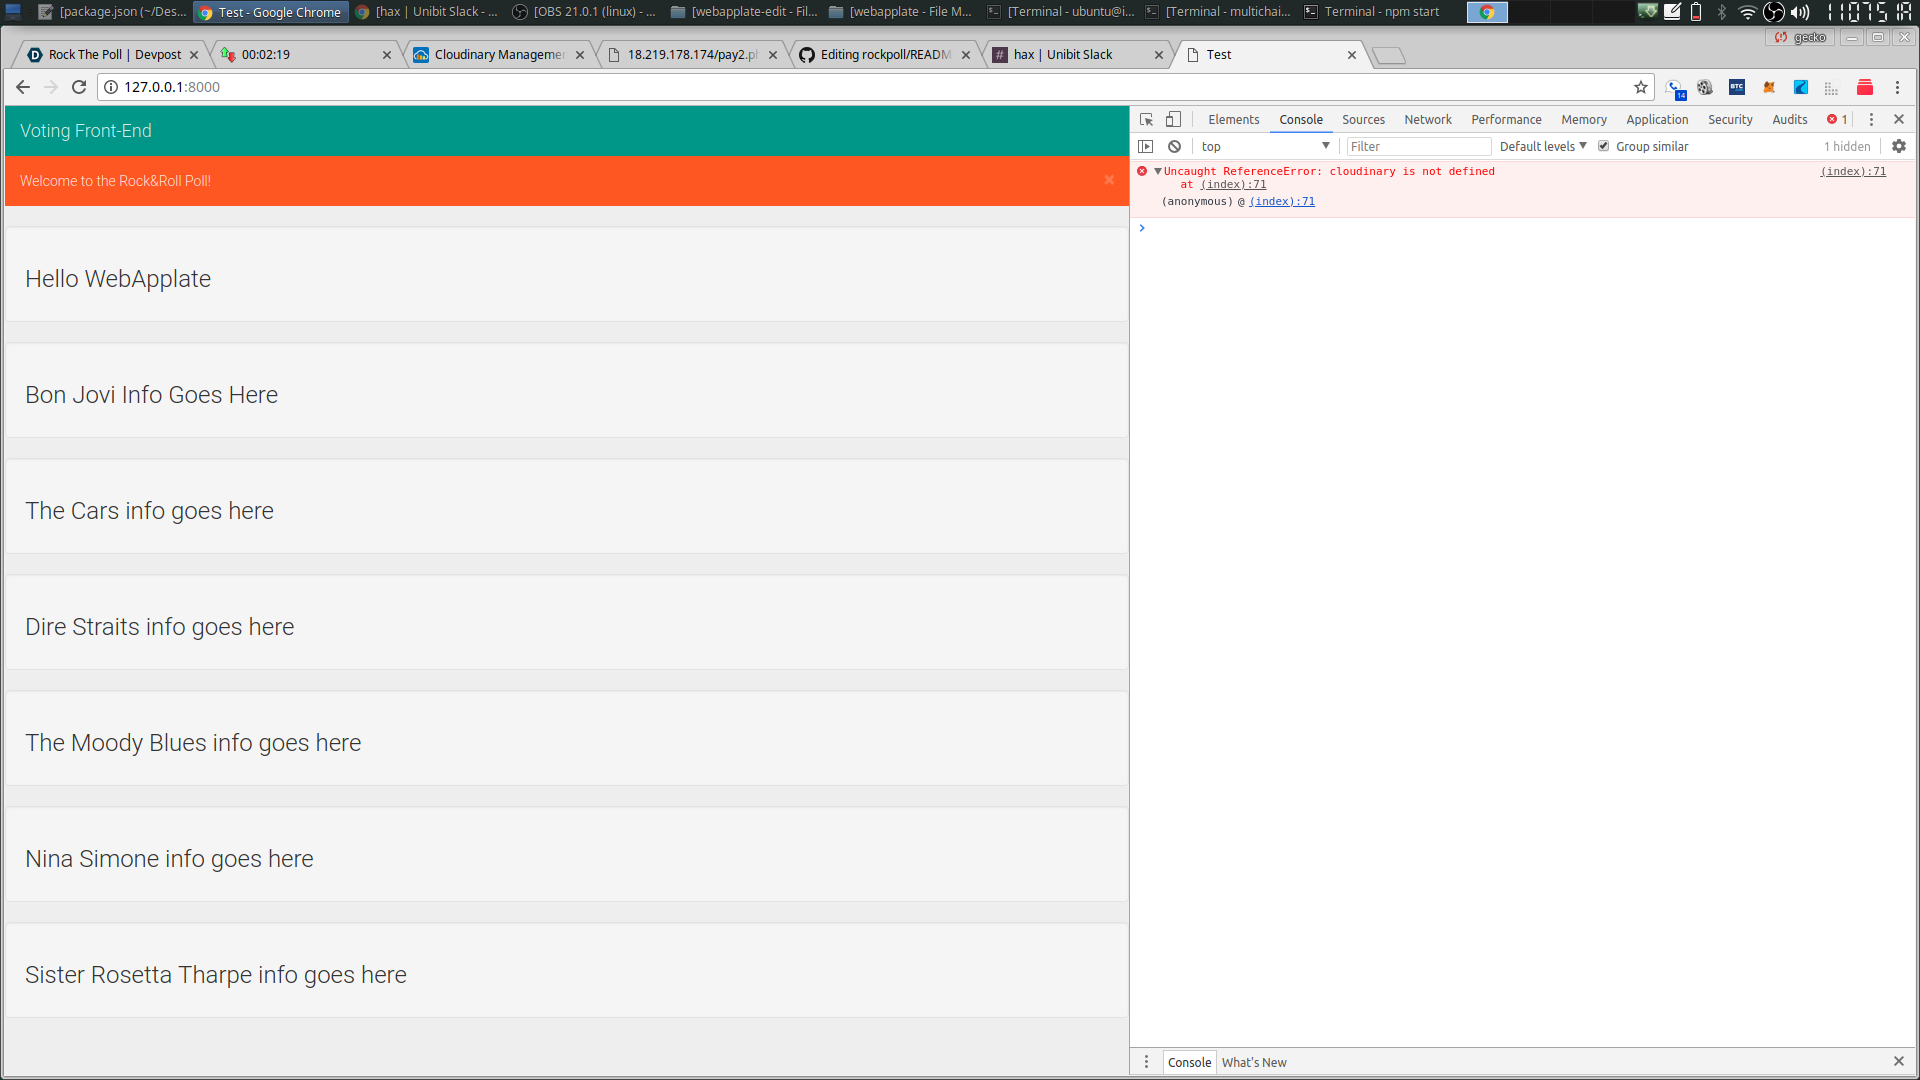 [package.json (~/Des...
Test - Google Chrome
[hax | Unibit Slack - ...
[OBS 21.0.1 (linux) - ...
[webapplate-edit - Fil...
[webapplate - File M...
[Terminal - ubuntu@i...
[Terminal - multichai...
Terminal - npm start
gecko
Rock The Poll | Devpost
00:02:19
Cloudinary Managemen
18.219.178.174/pay2.ph
Editing rockpoll/READM
hax | Unibit Slack
Test
127.0.0.1:8000
14
BTC
Voting Front-End
Welcome to the Rock&Roll Poll!
Hello WebApplate
Bon Jovi Info Goes Here
The Cars info goes here
Dire Straits info goes here
The Moody Blues info goes here
Nina Simone info goes here
Sister Rosetta Tharpe info goes here
Elements Console Sources Network Performance Memory Application Security Audits 1
top Filter Default levels Group similar 1 hidden
Uncaught ReferenceError: cloudinary is not defined (index):71
at (index):71
(anonymous) @ (index):71
Console What's New